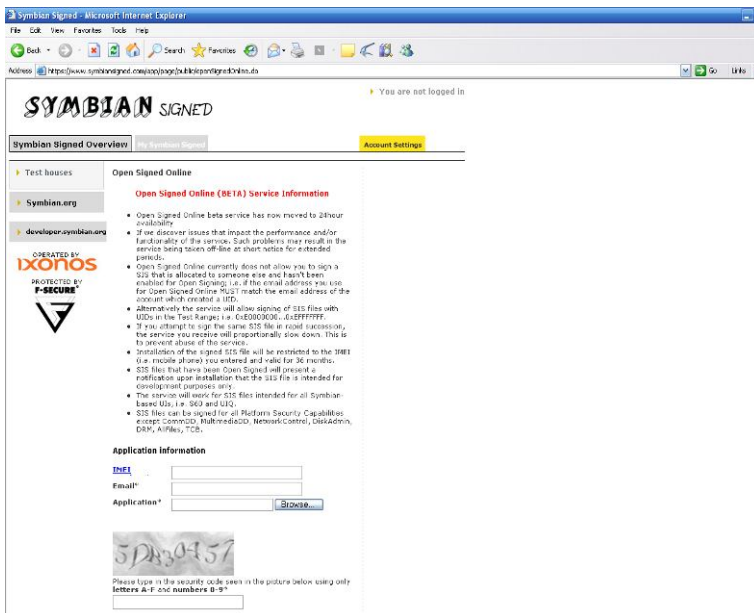 Symbian Signed - Microsoft Internet Explorer
File Edit View Favorites Tools Help
Back Search Favorites
Address https://www.symbiansigned.com/app/page/public/openSignedOnline.do Go Links
You are not logged in
SYMBIAN SIGNED
Symbian Signed Overview My Symbian Signed Account Settings
Test houses
Symbian.org
developer.symbian.org
OPERATED BY
IXONOS
PROTECTED BY
F-SECURE
Open Signed Online
Open Signed Online (BETA) Service Information
Open Signed Online beta service has now moved to 24hour
availability
If we discover issues that impact the performance and/or
functionality of the service. Such problems may result in the
service being taken off-line at short notice for extended
periods.
Open Signed Online currently does not allow you to sign a
SIS that is allocated to someone else and hasn't been
enabled for Open Signing; i.e. if the email address you use
for Open Signed Online MUST match the email address of the
account which created a UID.
Alternatively the service will allow signing of SIS files with
UIDs in the Test Range; i.e. 0xE0000000...0xEFFFFFFF.
If you attempt to sign the same SIS file in rapid succession,
the service you receive will proportionally slow down. This is
to prevent abuse of the service.
Installation of the signed SIS file will be restricted to the IMEI
(i.e. mobile phone) you entered and valid for 36 months.
SIS files that have been Open Signed will present a
notification upon installation that the SIS file is intended for
development purposes only.
The service will work for SIS files intended for all Symbian-
based UIs, i.e. S60 and UIQ.
SIS files can be signed for all Platform Security Capabilities
except CommDD, MultimediaDD, NetworkControl, DiskAdmin,
DRM, AllFiles, TCB.
Application information
IMEI
Email*
Application* Browse...
Please type in the security code seen in the picture below using only
letters A-F and numbers 0-9*